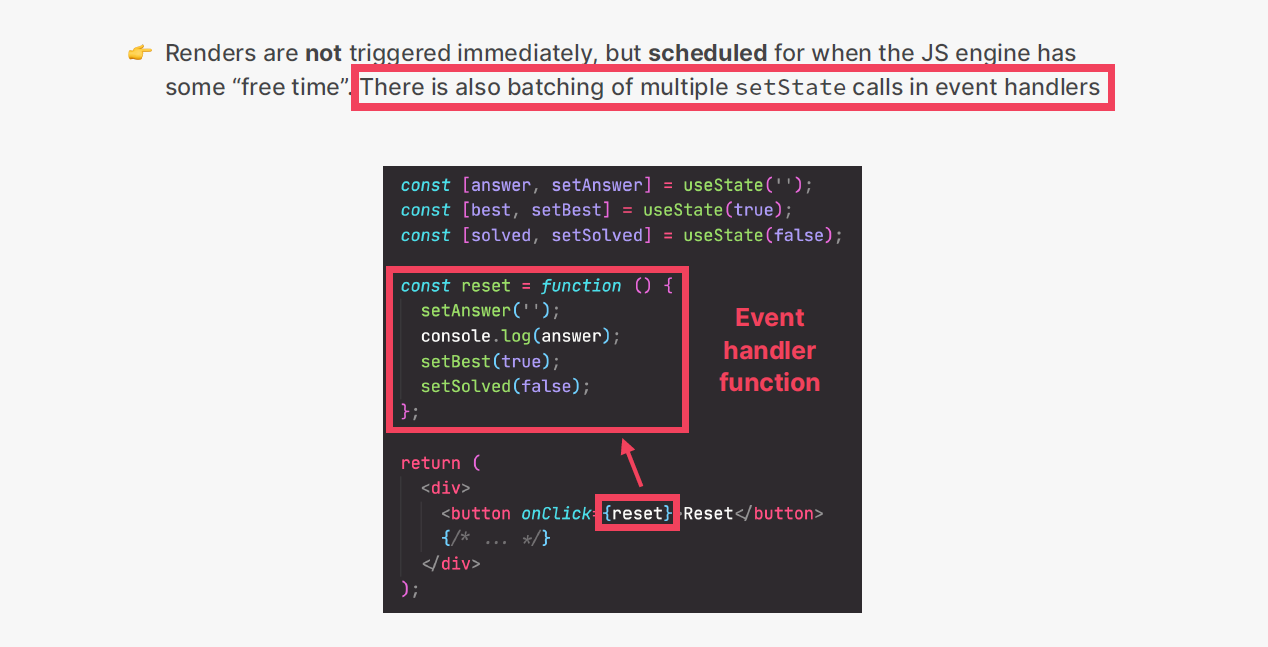 👉 Renders are not triggered immediately, but scheduled for when the JS engine has
some “free time”. There is also batching of multiple setState calls in event handlers
const [answer, setAnswer] = useState('');
const [best, setBest] = useState(true);
const [solved, setSolved] = useState(false);
const reset = function () {
setAnswer('');
console.log(answer);
setBest(true);
setSolved(false);
};
Event
handler
function
return (
<div>
<button onClick={reset}>Reset</button>
{/* ... */}
</div>
);